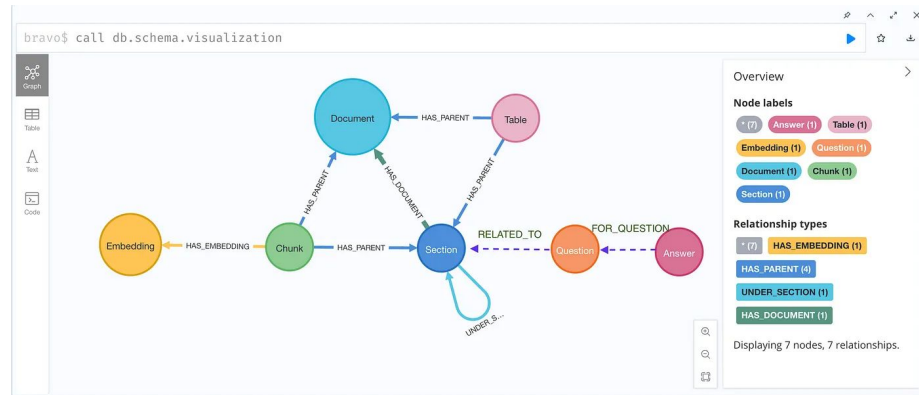 bravo$ call db.schema.visualization
Graph
Table
Text
Code
Document
HAS_PARENT
Table
HAS_PARENT
HAS_DOCUMENT
HAS_PARENT
Embedding
HAS_EMBEDDING
Chunk
HAS_PARENT
Section
RELATED_TO
Question
FOR_QUESTION
Answer
UNDER_S...
Overview
Node labels
* (7) Answer (1) Table (1)
Embedding (1) Question (1)
Document (1) Chunk (1)
Section (1)
Relationship types
* (7) HAS_EMBEDDING (1)
HAS_PARENT (4)
UNDER_SECTION (1)
HAS_DOCUMENT (1)
Displaying 7 nodes, 7 relationships.